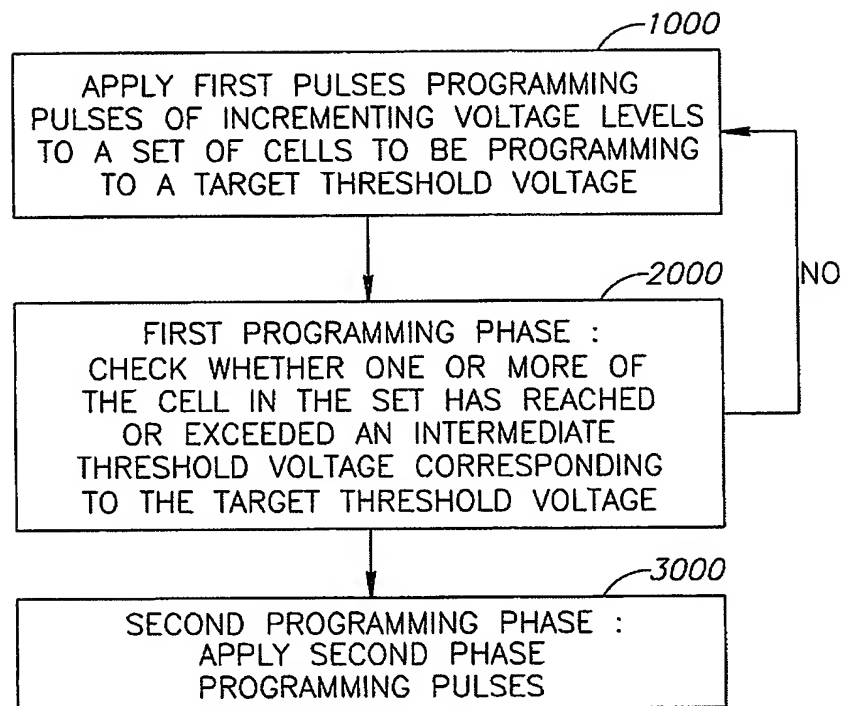 1000
APPLY FIRST PULSES PROGRAMMING
PULSES OF INCREMENTING VOLTAGE LEVELS
TO A SET OF CELLS TO BE PROGRAMMING
TO A TARGET THRESHOLD VOLTAGE
2000
NO
FIRST PROGRAMMING PHASE :
CHECK WHETHER ONE OR MORE OF
THE CELL IN THE SET HAS REACHED
OR EXCEEDED AN INTERMEDIATE
THRESHOLD VOLTAGE CORRESPONDING
TO THE TARGET THRESHOLD VOLTAGE
3000
SECOND PROGRAMMING PHASE :
APPLY SECOND PHASE
PROGRAMMING PULSES